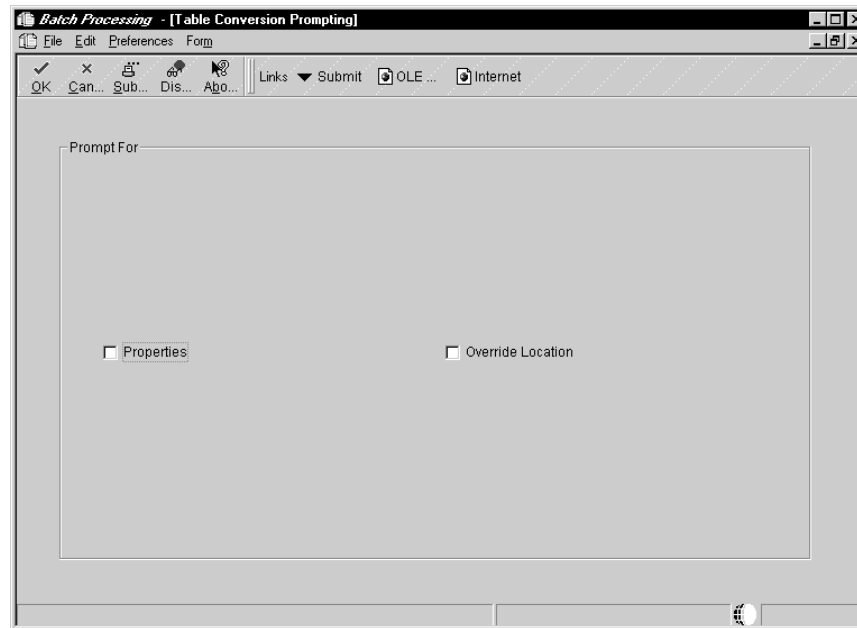 Batch Processing - [Table Conversion Prompting]
File Edit Preferences Form
OK Can... Sub... Dis... Abo... Links Submit OLE ... Internet
Prompt For
Properties Override Location